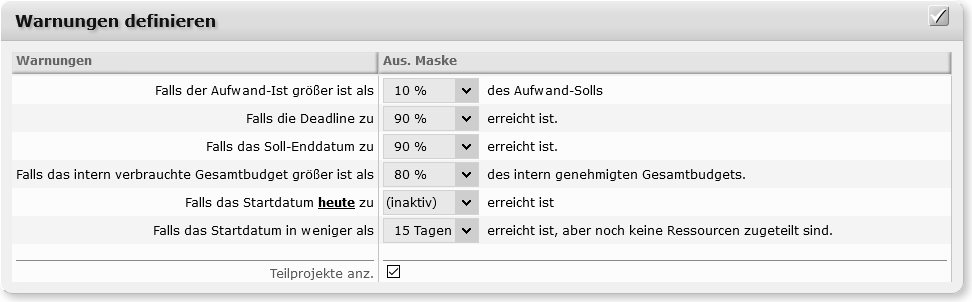 Warnungen definieren
Warnungen Aus. Maske
Falls der Aufwand-Ist größer ist als 10 % des Aufwand-Solls
Falls die Deadline zu 90 % erreicht ist.
Falls das Soll-Enddatum zu 90 % erreicht ist.
Falls das intern verbrauchte Gesamtbudget größer ist als 80 % des intern genehmigten Gesamtbudgets.
Falls das Startdatum heute zu (inaktiv) erreicht ist
Falls das Startdatum in weniger als 15 Tagen erreicht ist, aber noch keine Ressourcen zugeteilt sind.
Teilprojekte anz.